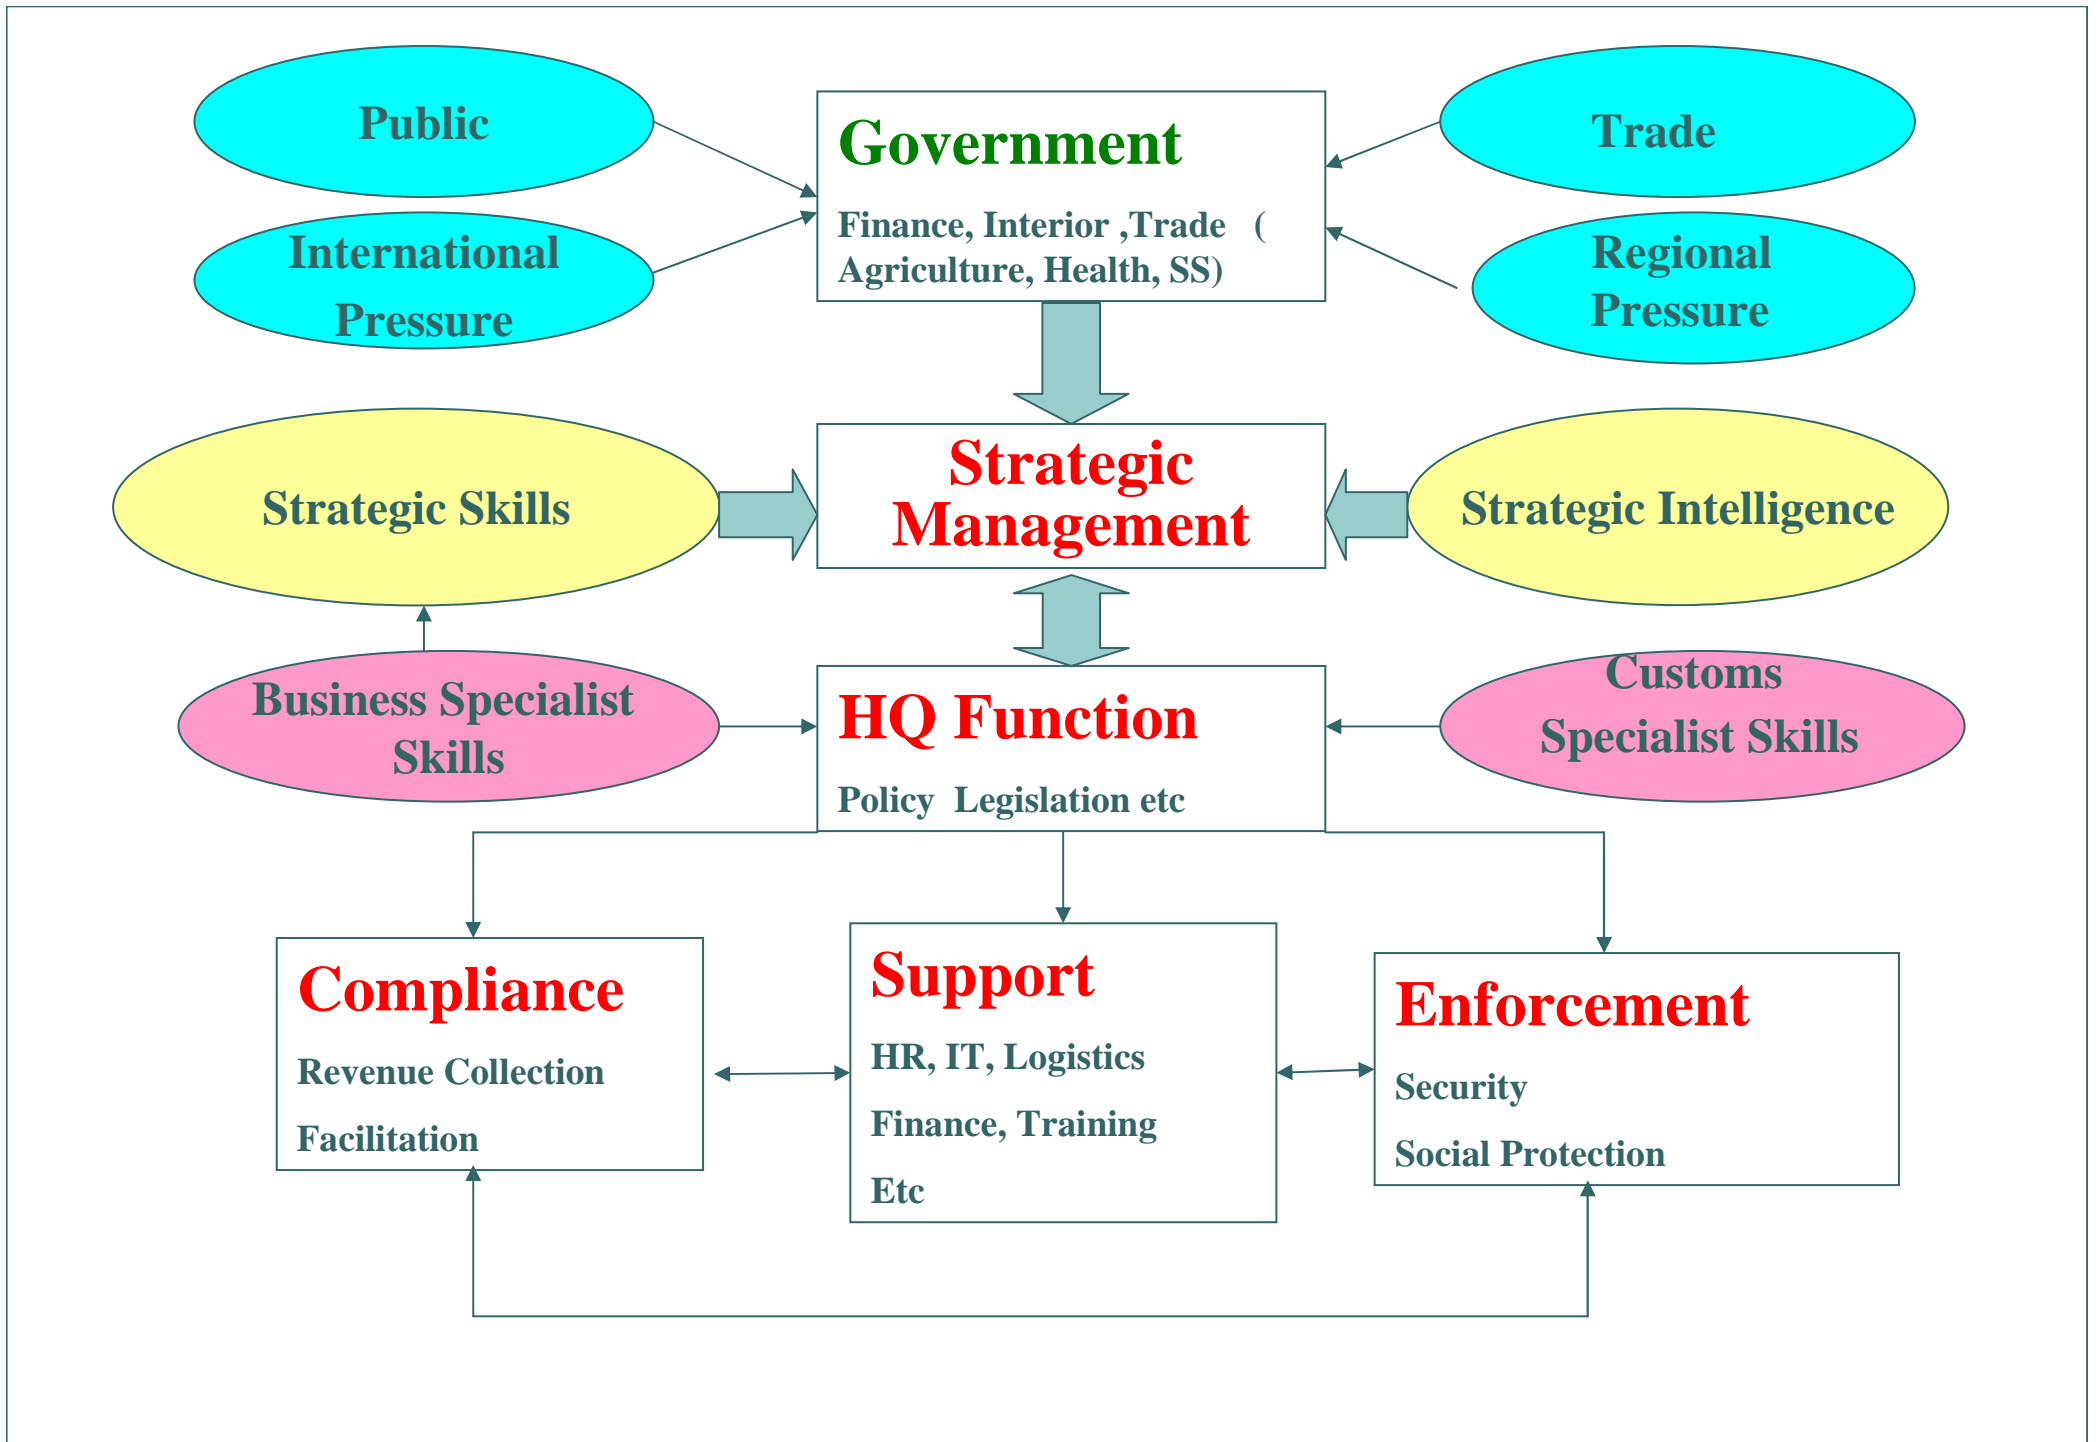 Public
Government
Trade
Finance, Interior ,Trade ( 
Agriculture, Health, SS)
International
Pressure
Regional
Pressure
Strategic Skills
Strategic
Management
Strategic Intelligence
Business Specialist
Skills
HQ Function
Policy Legislation etc
Customs
Specialist Skills
Compliance
Revenue Collection
Facilitation
Support
HR, IT, Logistics
Finance, Training
Etc
Enforcement
Security
Social Protection